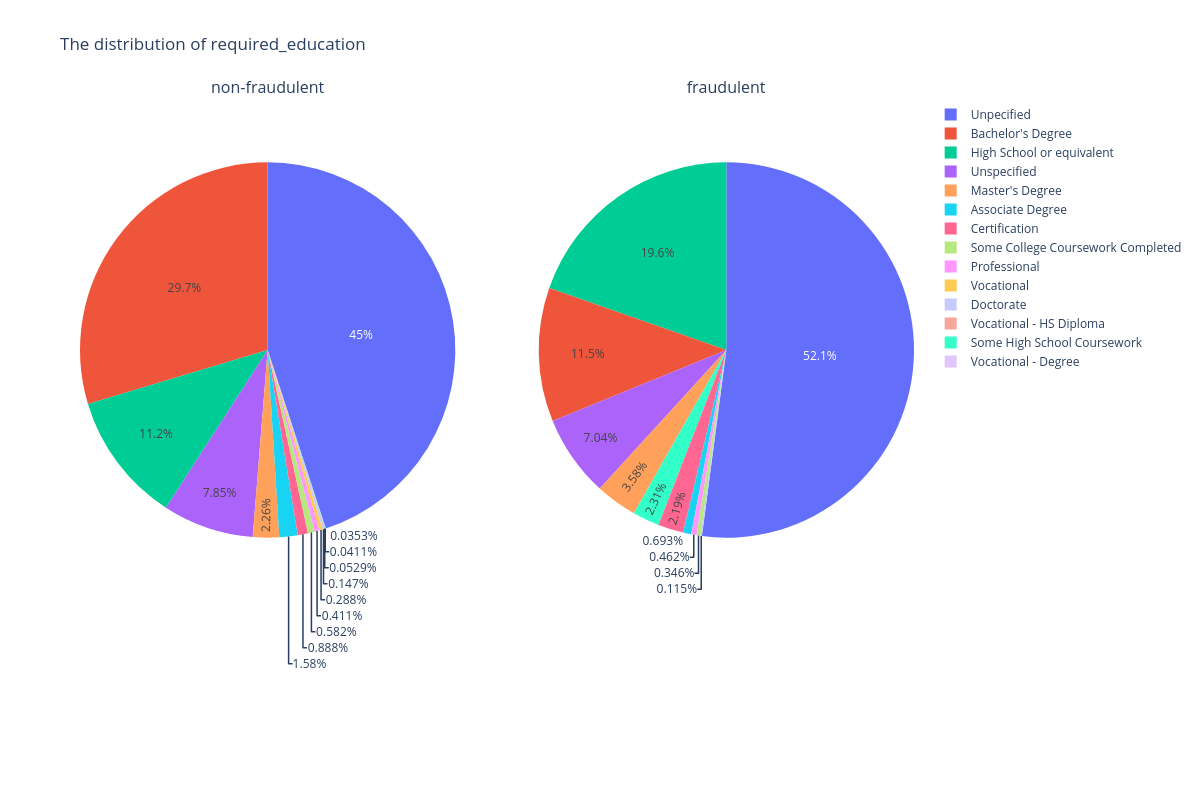 The distribution of required_education
non-fraudulent
fraudulent
Unpecified
Bachelor's Degree
High School or equivalent
Unspecified
Master's Degree
Associate Degree
Certification
Some College Coursework Completed
Professional
Vocational
Doctorate
Vocational - HS Diploma
Some High School Coursework
Vocational - Degree
45%
29.7%
11.2%
7.85%
2.26%
0.0353%
0.0411%
0.0529%
0.147%
0.288%
0.411%
0.582%
0.888%
1.58%
52.1%
19.6%
11.5%
7.04%
3.58%
2.31%
2.19%
0.693%
0.462%
0.346%
0.115%